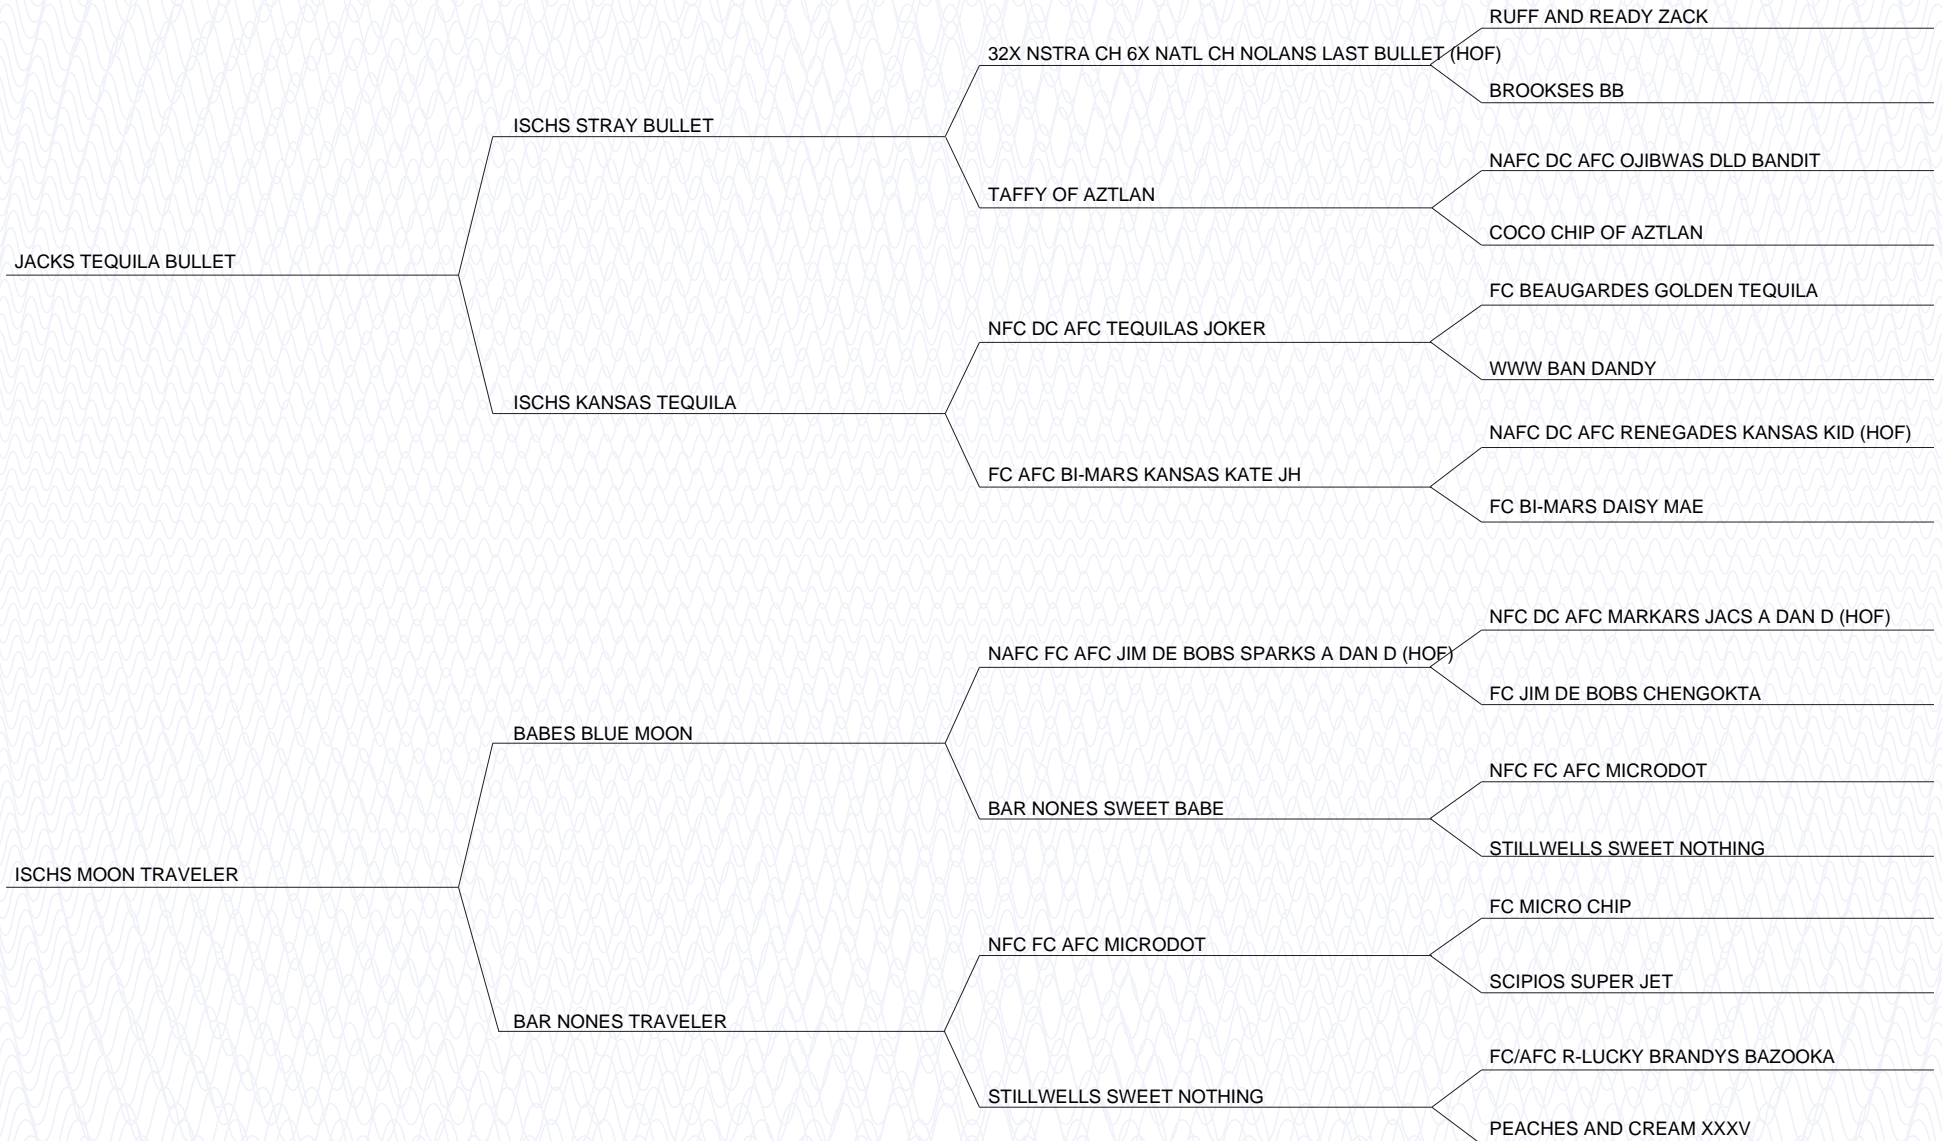 RUFF AND READY ZACK
32X NSTRA CH 6X NATL CH NOLANS LAST BULLET (HOF)
BROOKSES BB
ISCHS STRAY BULLET
NAFC DC AFC OJIBWAS DLD BANDIT
TAFFY OF AZTLAN
COCO CHIP OF AZTLAN
JACKS TEQUILA BULLET
FC BEAUGARDES GOLDEN TEQUILA
NFC DC AFC TEQUILAS JOKER
WWW BAN DANDY
ISCHS KANSAS TEQUILA
NAFC DC AFC RENEGADES KANSAS KID (HOF)
FC AFC BI-MARS KANSAS KATE JH
FC BI-MARS DAISY MAE
NFC DC AFC MARKARS JACS A DAN D (HOF)
NAFC FC AFC JIM DE BOBS SPARKS A DAN D (HOF)
FC JIM DE BOBS CHENGOKTA
BABES BLUE MOON
NFC FC AFC MICRODOT
BAR NONES SWEET BABE
STILLWELLS SWEET NOTHING
ISCHS MOON TRAVELER
FC MICRO CHIP
NFC FC AFC MICRODOT
SCIPIOS SUPER JET
BAR NONES TRAVELER
FC/AFC R-LUCKY BRANDYS BAZOOKA
STILLWELLS SWEET NOTHING
PEACHES AND CREAM XXXV